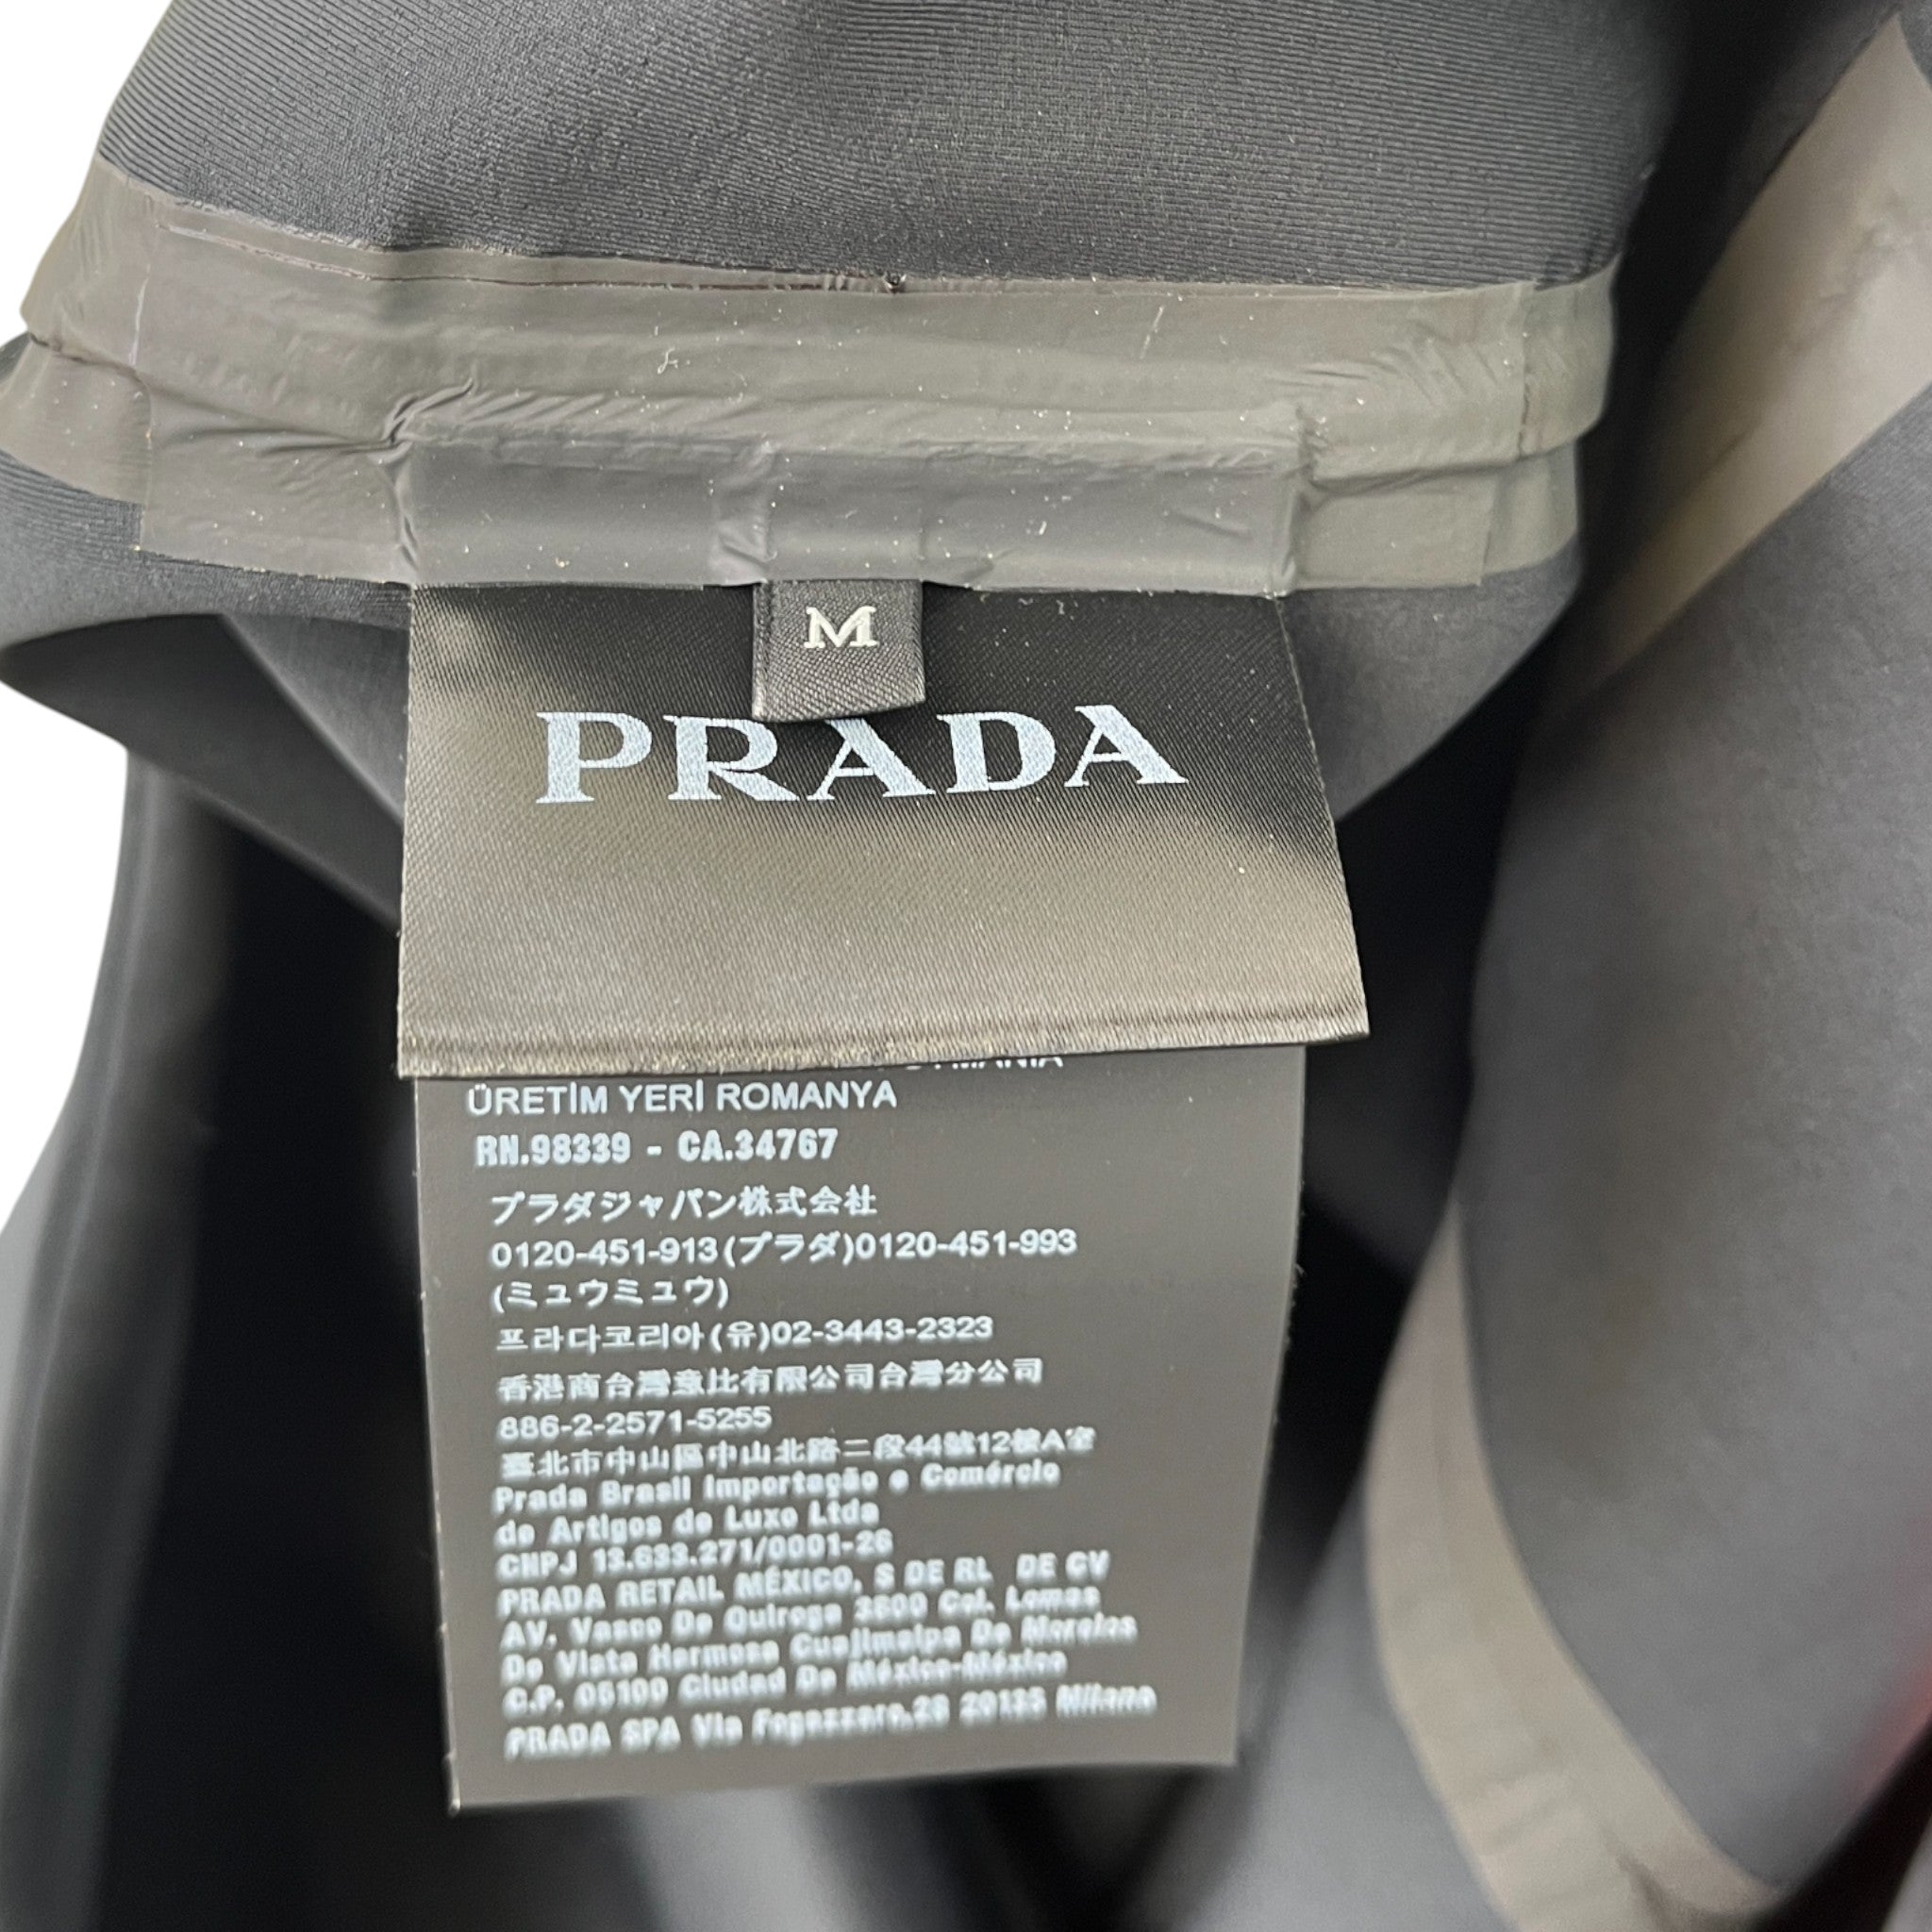 M
PRADA
ÜRETİM YERİ ROMANYA
RN.98339 - CA.34767
プラダジャパン株式会社
0120-451-913(プラダ)0120-451-993
(ミュウミュウ)
프라다코리아(유)02-3443-2323
香港商台灣意比有限公司台灣分公司
886-2-2571-5255
臺北市中山區中山北路二段44號12樓A室
Prada Brasil Importação e Comércio
de Artigos de Luxo Ltda
CNPJ 13.633.271/0001-26
PRADA RETAIL MÉXICO, S DE RL DE CV
AV. Vasco De Quiroga 3800 Col. Lomas
De Vista Hermosa Cuajimalpa De Morelos
C.P. 05100 Ciudad De México-México
PRADA SPA Via Fogazzaro,28 20135 Milano